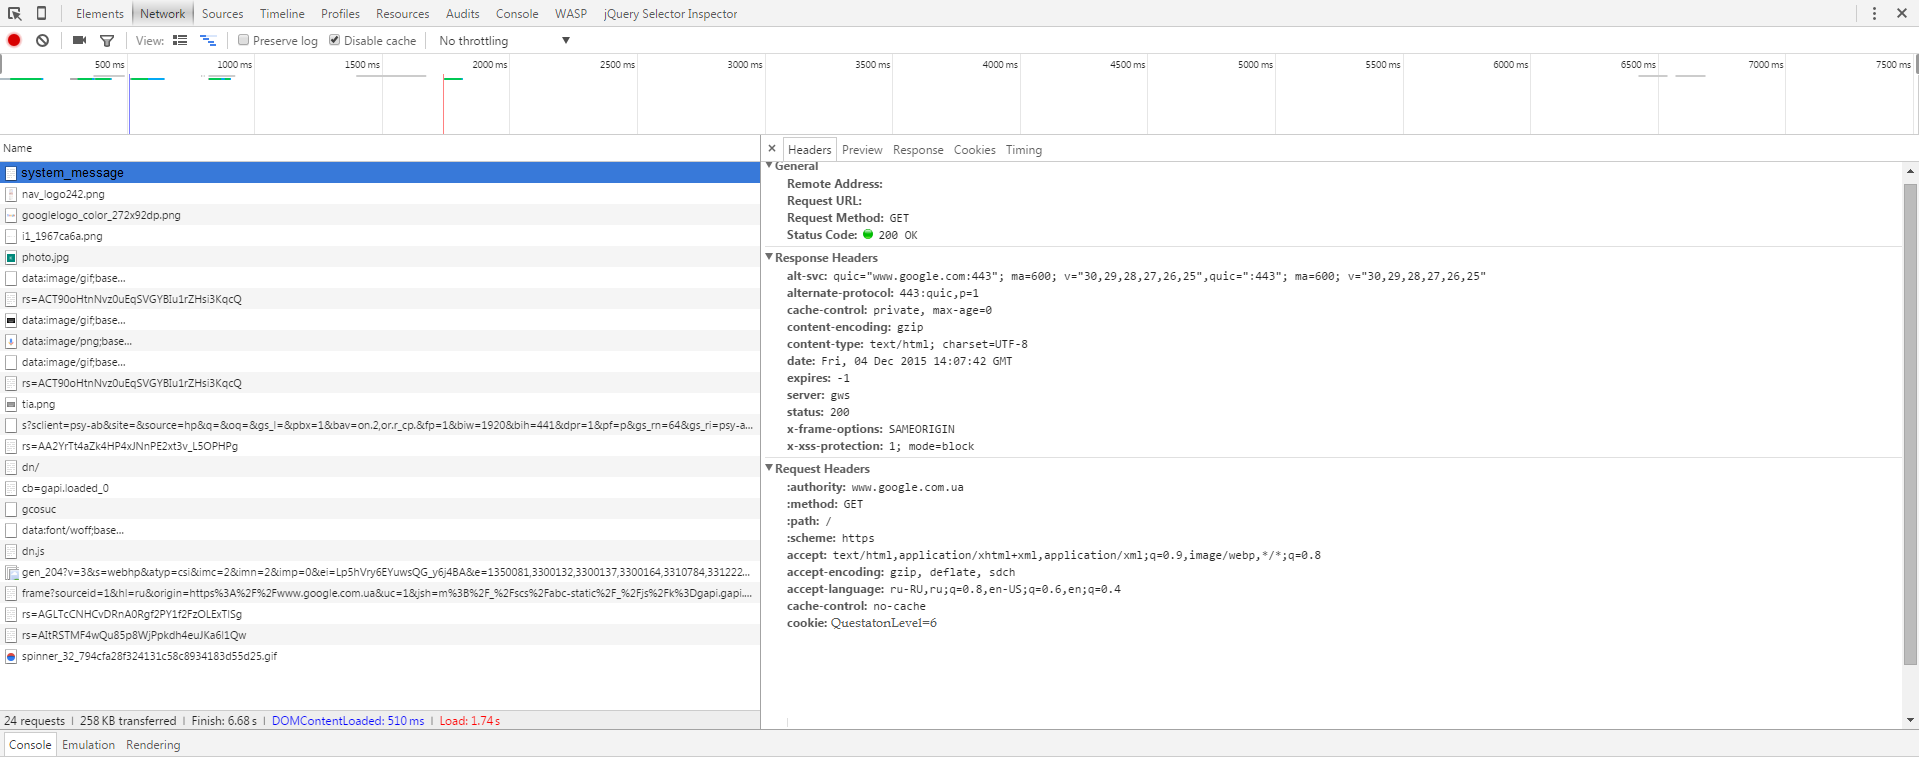 Elements Network Sources Timeline Profiles Resources Audits Console WASP jQuery Selector Inspector
View: Preserve log Disable cache No throttling
500 ms 1000 ms 1500 ms 2000 ms 2500 ms 3000 ms 3500 ms 4000 ms 4500 ms 5000 ms 5500 ms 6000 ms 6500 ms 7000 ms 7500 ms
Name
system_message
nav_logo242.png
googlelogo_color_272x92dp.png
i1_1967ca6a.png
photo.jpg
data:image/gif;base...
rs=ACT90oHtnNvz0uEqSVGYBIu1rZHsi3KqcQ
data:image/gif;base...
data:image/png;base...
data:image/gif;base...
rs=ACT90oHtnNvz0uEqSVGYBIu1rZHsi3KqcQ
tia.png
s?sclient=psy-ab&site=&source=hp&q=&oq=&gs_l=&pbx=1&bav=on.2,or.r_cp.&fp=1&biw=1920&bih=441&dpr=1&pf=p&gs_rn=64&gs_ri=psy-a...
rs=AA2YrTt4aZk4HP4xJNnPE2xt3v_L5OPHPg
dn/
cb=gapi.loaded_0
gcosuc
data:font/woff;base...
dn.js
gen_204?v=3&s=webhp&atyp=csi&imc=2&imn=2&imp=0&ei=Lp5hVry6EYuwsQG_y6j4BA&e=1350081,3300132,3300137,3300164,3310784,331222...
frame?sourceid=1&hl=ru&origin=https%3A%2F%2Fwww.google.com.ua&uc=1&jsh=m%3B%2F_%2Fscs%2Fabc-static%2F_%2Fjs%2Fk%3Dgapi.gapi....
rs=AGLTcCNHCvDRnA0Rgf2PY1f2FzOLExTlSg
rs=AItRSTMF4wQu85p8WjPpkdh4euJKa6l1Qw
spinner_32_794cfa28f324131c58c8934183d55d25.gif
24 requests | 258 KB transferred | Finish: 6.68 s | DOMContentLoaded: 510 ms | Load: 1.74 s
Headers Preview Response Cookies Timing
General
Remote Address:
Request URL:
Request Method: GET
Status Code: 200 OK
Response Headers
alt-svc: quic="www.google.com:443"; ma=600; v="30,29,28,27,26,25",quic=":443"; ma=600; v="30,29,28,27,26,25"
alternate-protocol: 443:quic,p=1
cache-control: private, max-age=0
content-encoding: gzip
content-type: text/html; charset=UTF-8
date: Fri, 04 Dec 2015 14:07:42 GMT
expires: -1
server: gws
status: 200
x-frame-options: SAMEORIGIN
x-xss-protection: 1; mode=block
Request Headers
:authority: www.google.com.ua
:method: GET
:path: /
:scheme: https
accept: text/html,application/xhtml+xml,application/xml;q=0.9,image/webp,*/*;q=0.8
accept-encoding: gzip, deflate, sdch
accept-language: ru-RU,ru;q=0.8,en-US;q=0.6,en;q=0.4
cache-control: no-cache
cookie: QuestatonLevel=6
Console Emulation Rendering